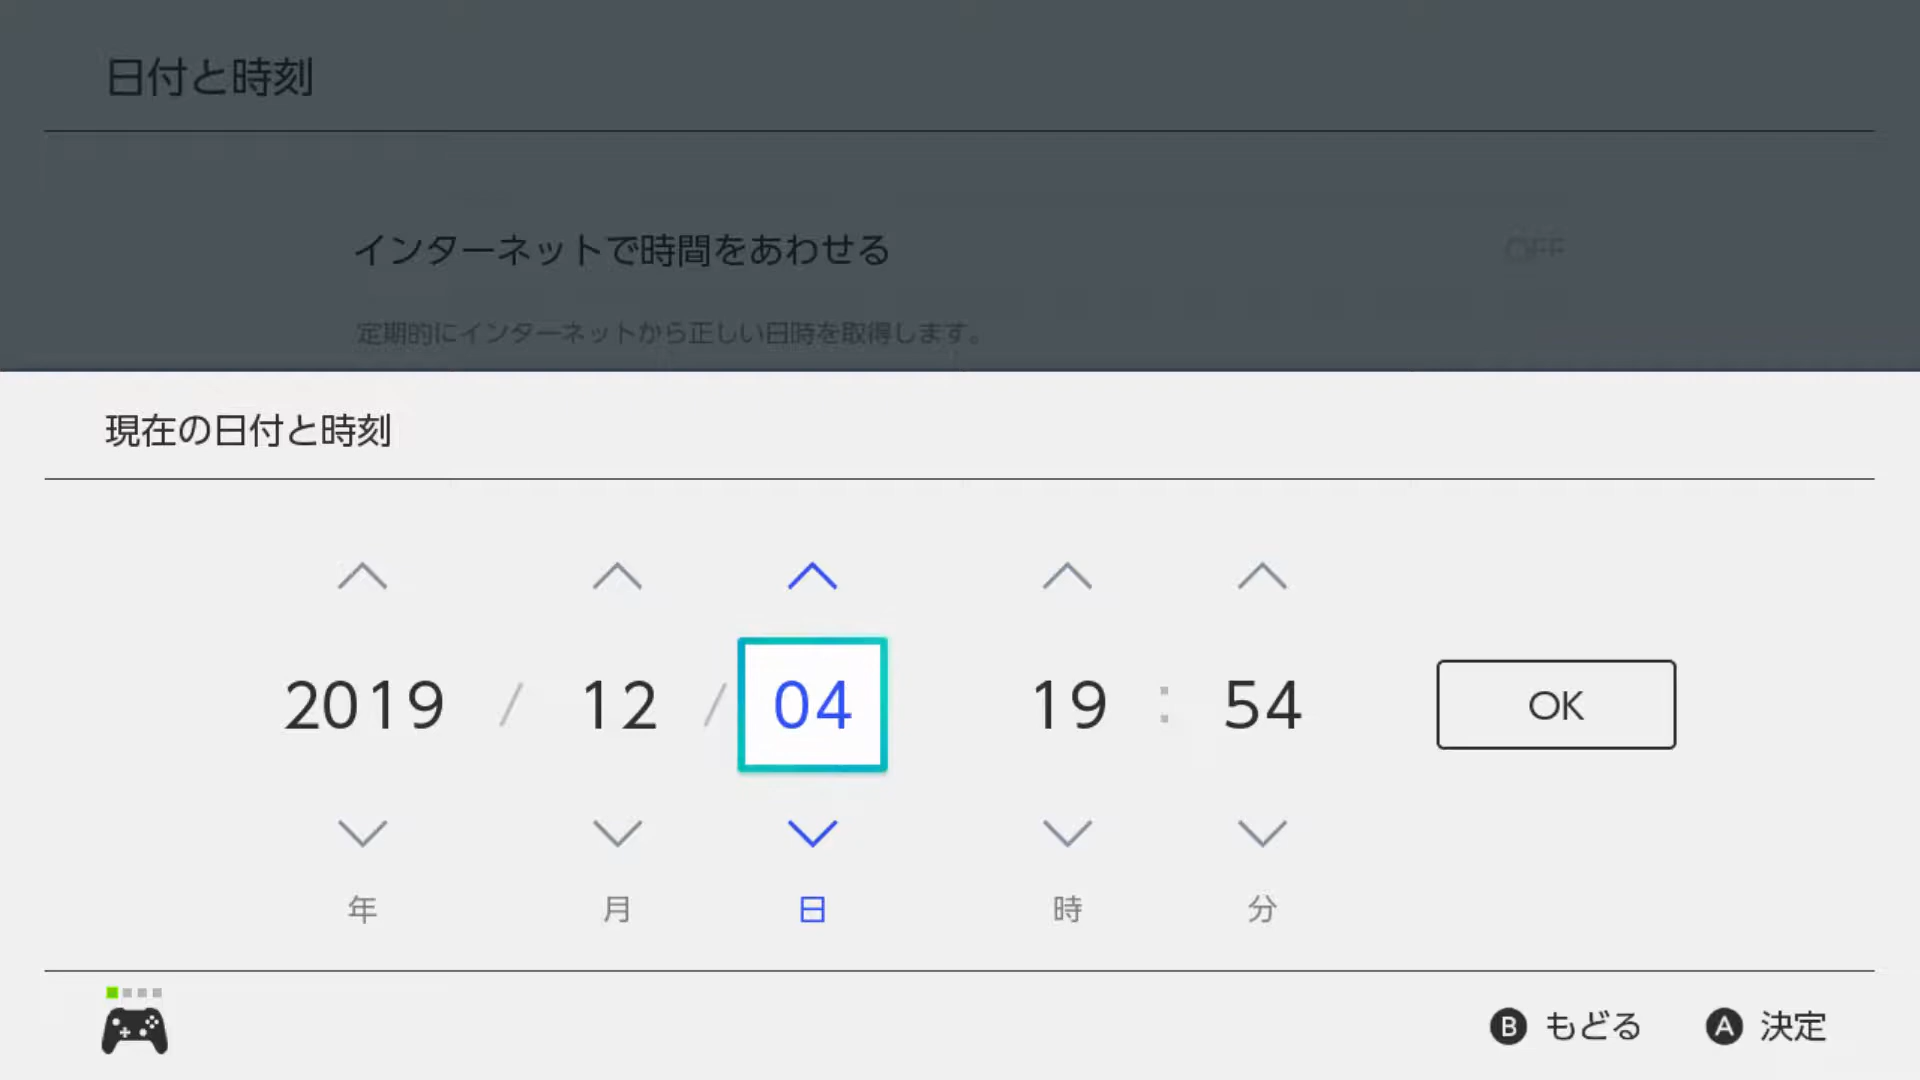 日付と時刻
インターネットで時間をあわせる OFF
定期的にインターネットから正しい日時を取得します。
現在の日付と時刻
2019 / 12 / 04 19 : 54 OK
年 月 日 時 分
B もどる A 決定